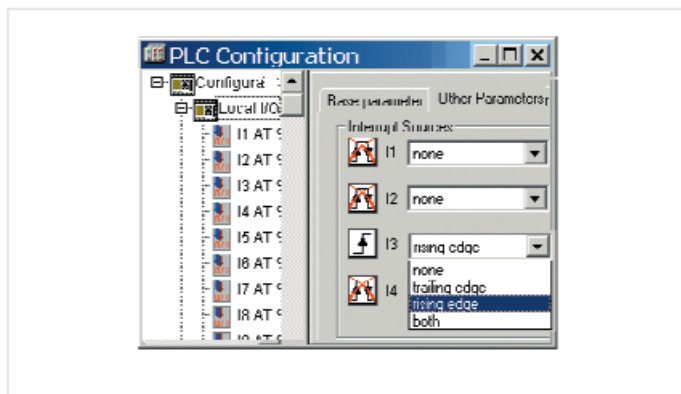 PLC Configuration
Local I/O
I1 AT
I2 AT
I3 AT
I4 AT
I5 AT
I6 AT
I7 AT
I8 AT
Base parameter
Other Parameters
Interrupt Sources
I1 none
I2 none
I3 rising edge
none
trailing edge
rising edge
both
I4